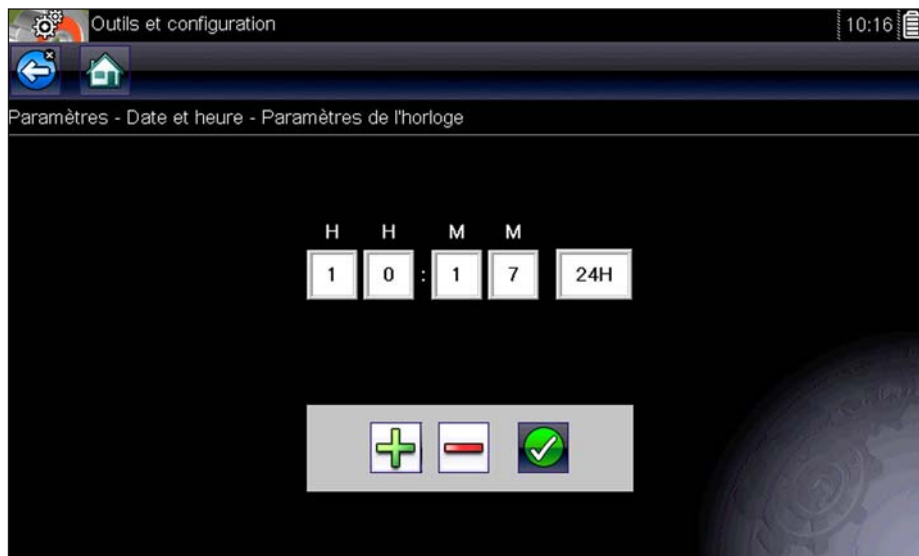 Outils et configuration 10:16
Paramètres - Date et heure - Paramètres de l'horloge
H H M M
1 0 : 1 7 24H